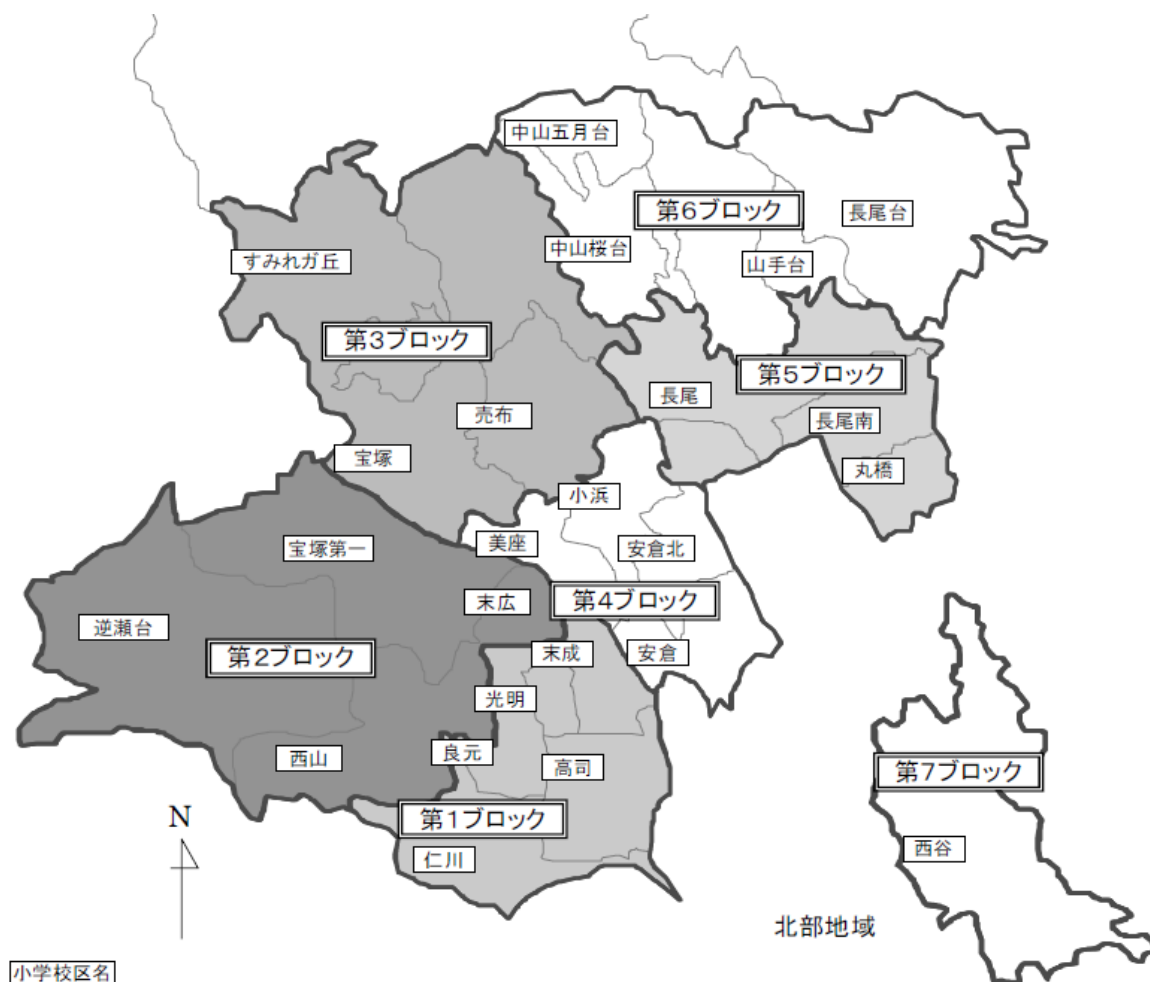 中山五月台
第6ブロック
長尾台
中山桜台
山手台
すみれガ丘
第3ブロック
第5ブロック
長尾
売布
長尾南
宝塚
丸橋
小浜
宝塚第一
美座
安倉北
末広
第4ブロック
逆瀬台
第2ブロック
末成
安倉
光明
西山
良元
高司
第7ブロック
N
第1ブロック
仁川
西谷
北部地域
小学校区名